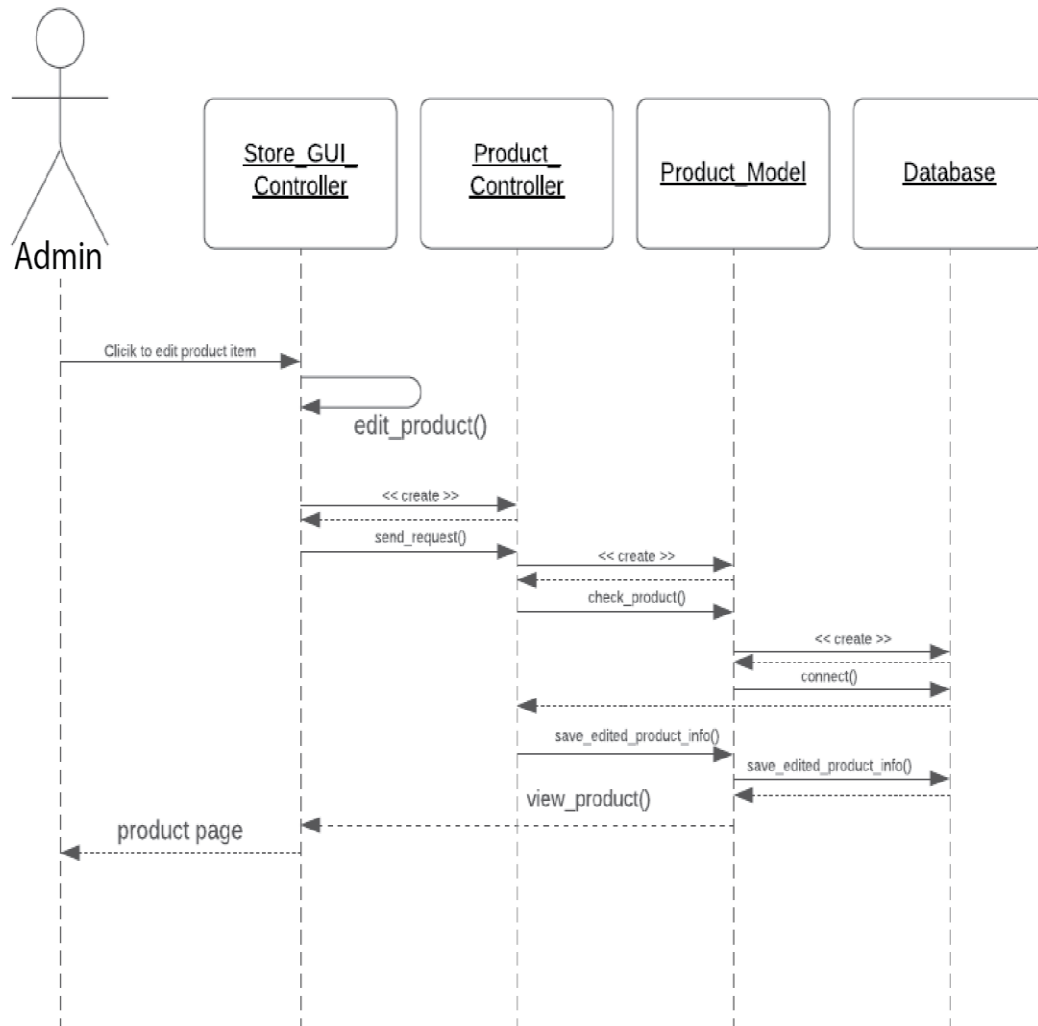 Admin
Store_GUI_
Controller
Product_
Controller
Product_Model
Database
Clicik to edit product item
edit_product()
<< create >>
send_request()
<< create >>
check_product()
<< create >>
connect()
save_edited_product_info()
save_edited_product_info()
view_product()
product page